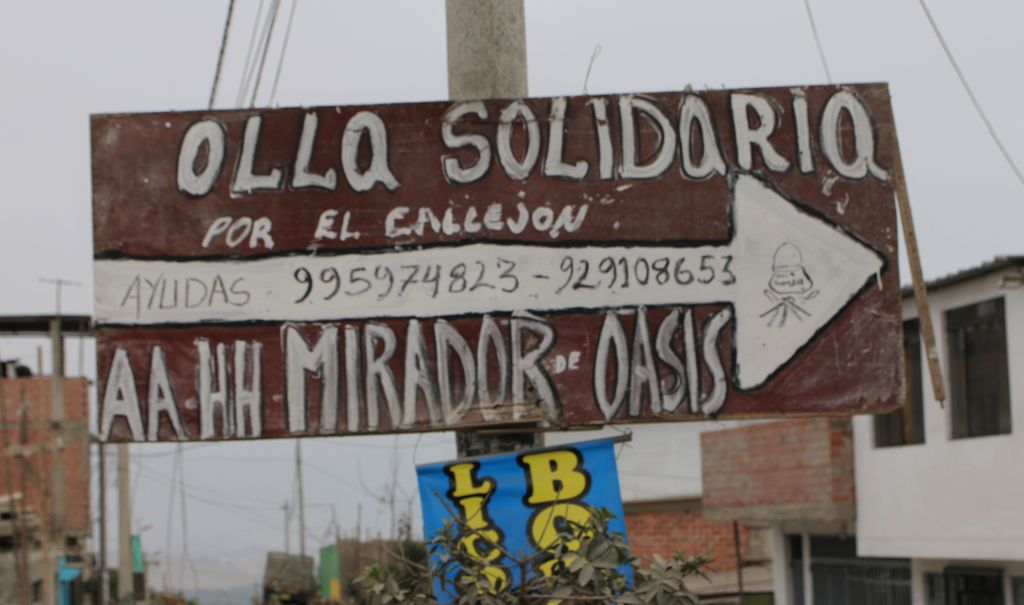 OLLA SOLIDARIA
POR EL CALLEJON
AYUDAS 995974823 - 929108653
AA.HH MIRADOR DE OASIS